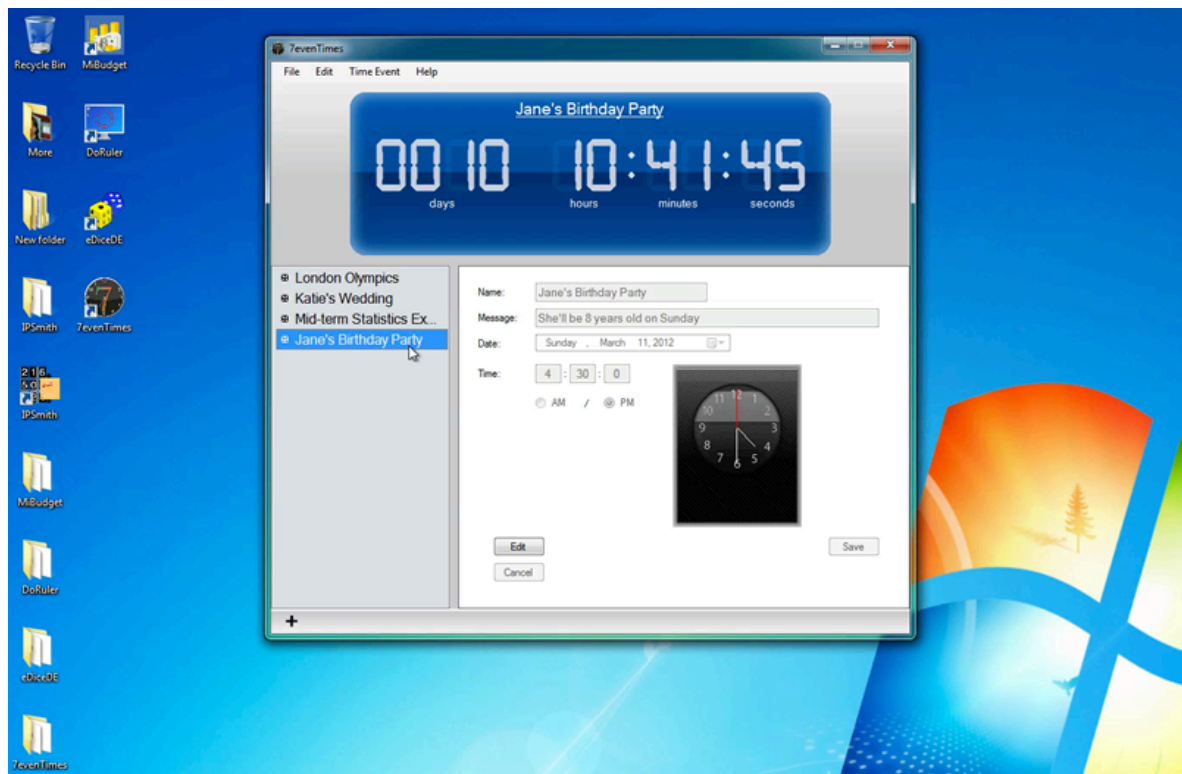 Recycle Bin
MiBudget
More
DoRuler
New folder
eDiceDE
IPSmith
7evenTimes
216.
50
IPSmith
MiBudget
DoRuler
eDiceDE
7evenTimes
7evenTimes
File Edit Time Event Help
Jane's Birthday Party
0010 10:41:45
days hours minutes seconds
London Olympics
Katie's Wedding
Mid-term Statistics Ex...
Jane's Birthday Party
Name: Jane's Birthday Party
Message: She'll be 8 years old on Sunday
Date: Sunday , March 11, 2012
Time: 4 : 30 : 0
AM / PM
12
11 1
10 2
9 3
8 4
7 6 5
Edit Save
Cancel
+